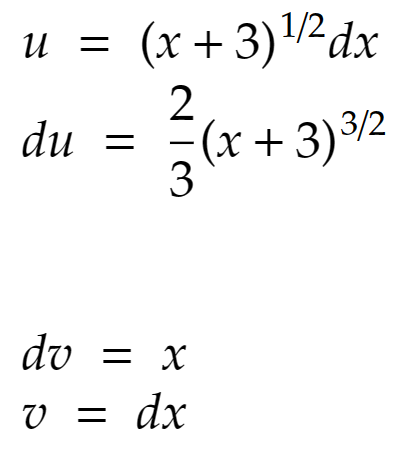 u = (x + 3)^{1/2}dx
du = \frac{2}{3}(x + 3)^{3/2}
dv = x
v = dx